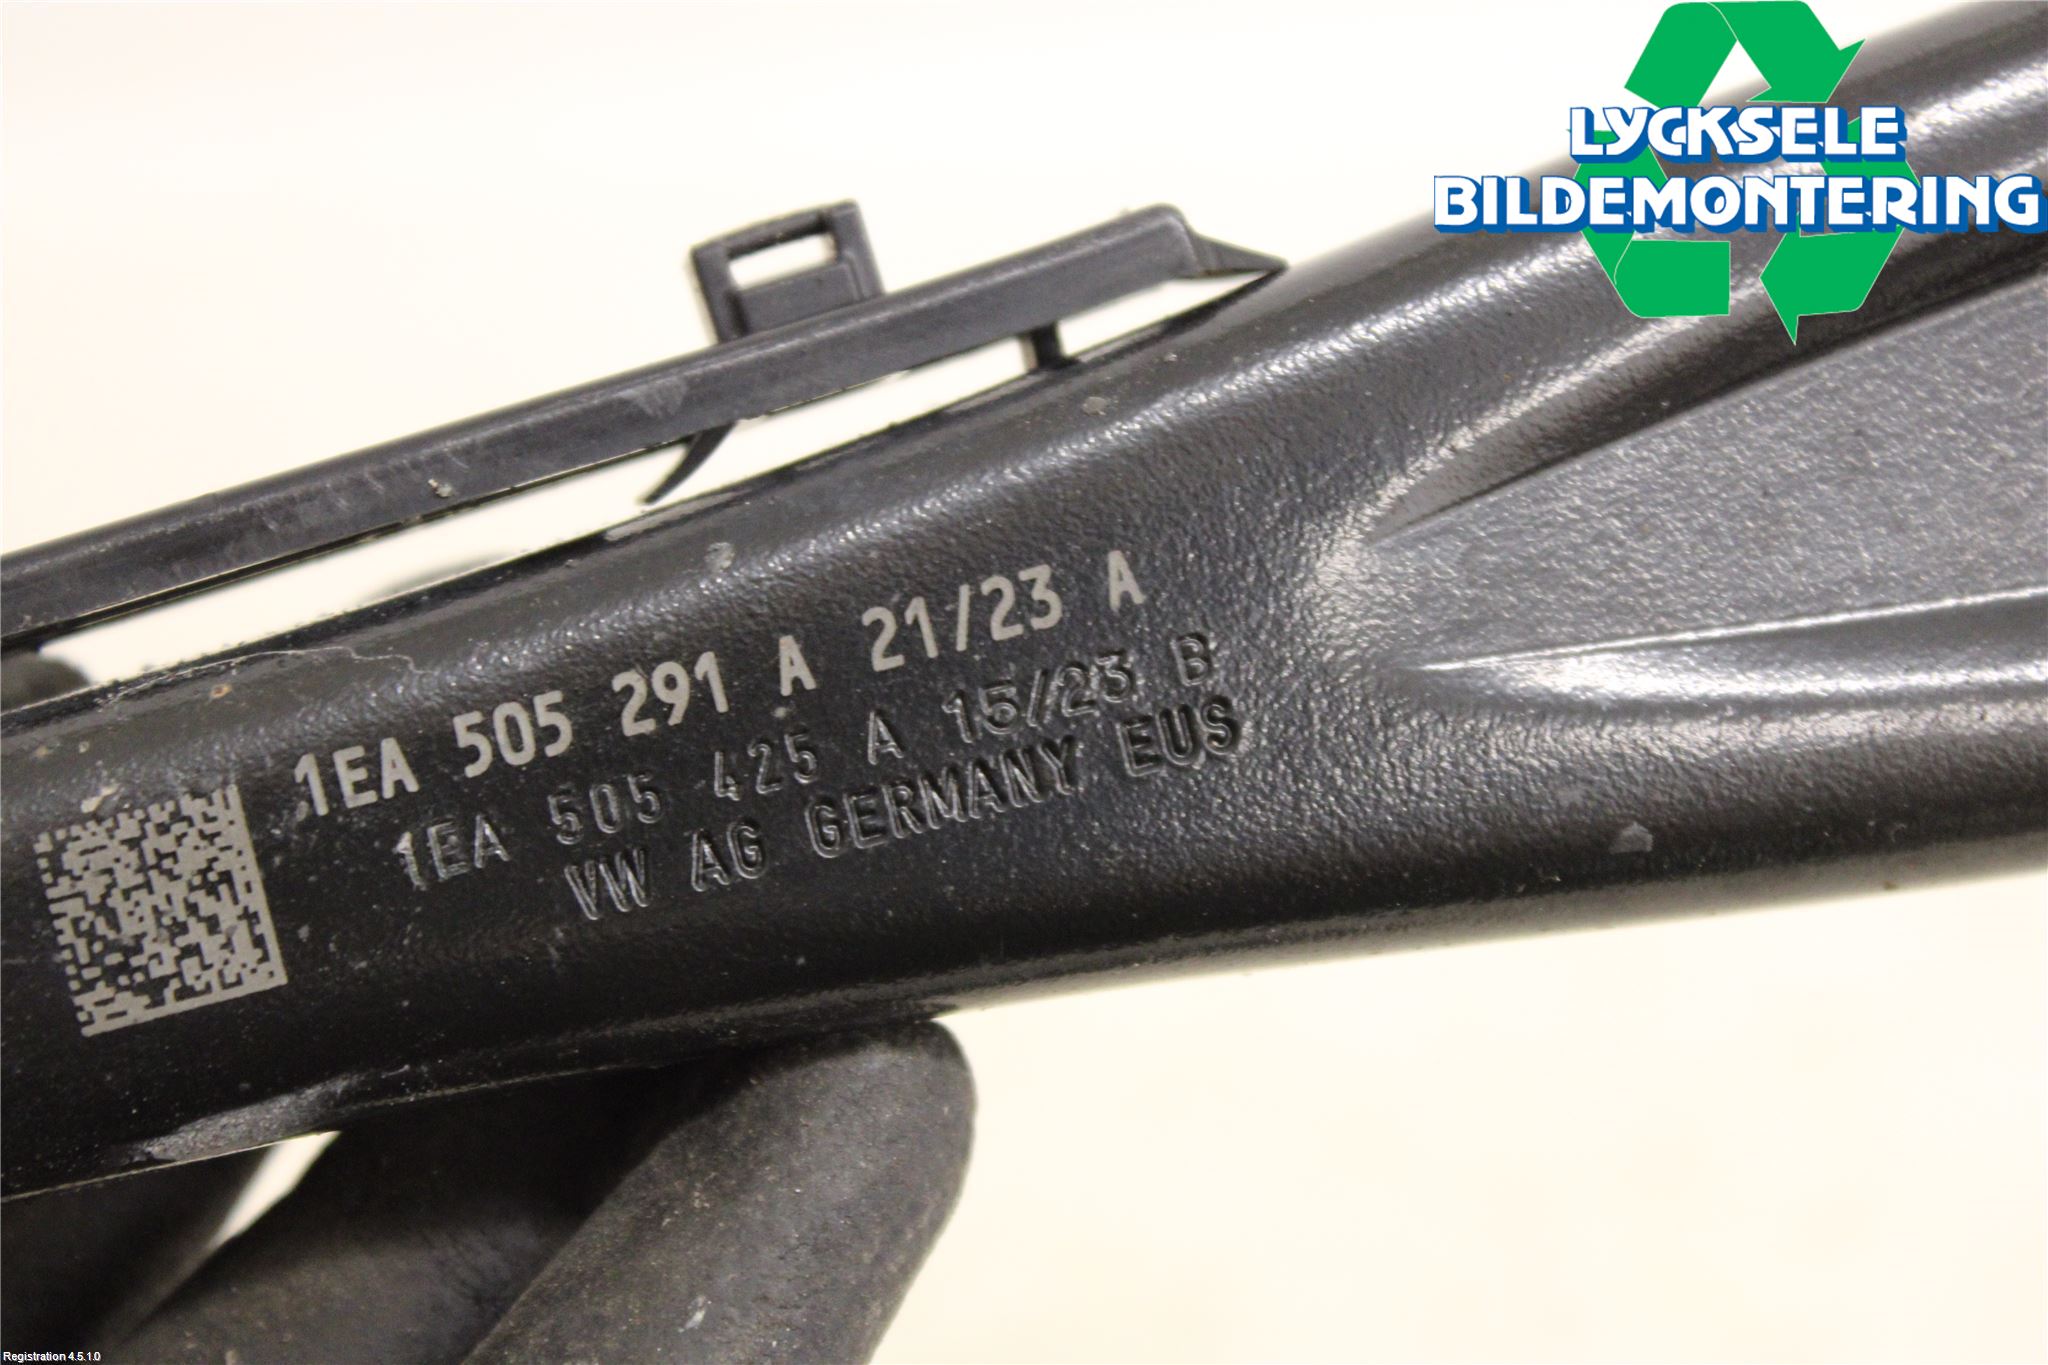 LYCKSELE
BILDEMONTERING
1EA 505 291 A 21/23 A
1EA 505 425 A 15//23 B
VW AG GERMANY EUS
Registration 4.5.1.0